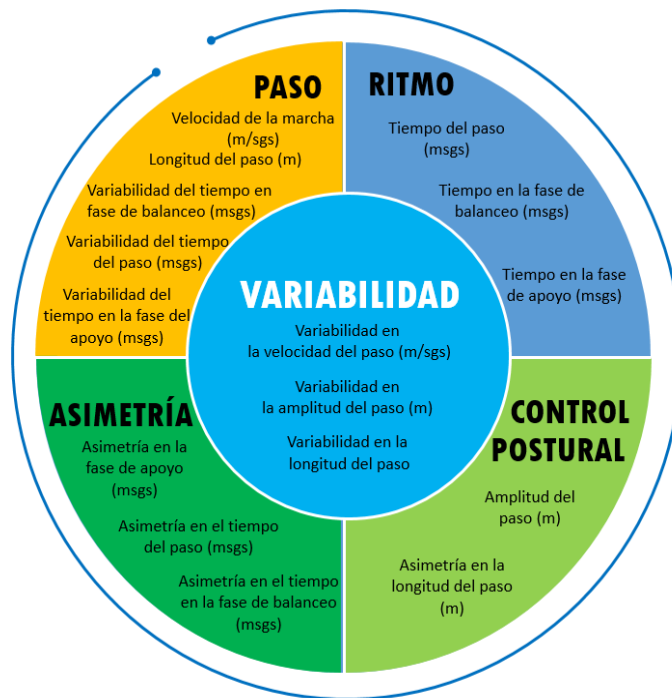 PASO
Velocidad de la marcha
(m/sgs)
Longitud del paso (m)
Variabilidad del tiempo en
fase de balanceo (msgs)
Variabilidad del tiempo
del paso (msgs)
Variabilidad del
tiempo en la fase del
apoyo (msgs)
RITMO
Tiempo del paso
(msgs)
Tiempo en la fase de
balanceo (msgs)
Tiempo en la fase
de apoyo (msgs)
VARIABILIDAD
Variabilidad en
la velocidad del paso (m/sgs)
Variabilidad en
la amplitud del paso (m)
Variabilidad en la
longitud del paso
ASIMETRÍA
Asimetría en la
fase de apoyo
(msgs)
Asimetría en el tiempo
del paso (msgs)
Asimetría en el tiempo
en la fase de balanceo
(msgs)
CONTROL
POSTURAL
Amplitud del
paso (m)
Asimetría en la
longitud del paso
(m)